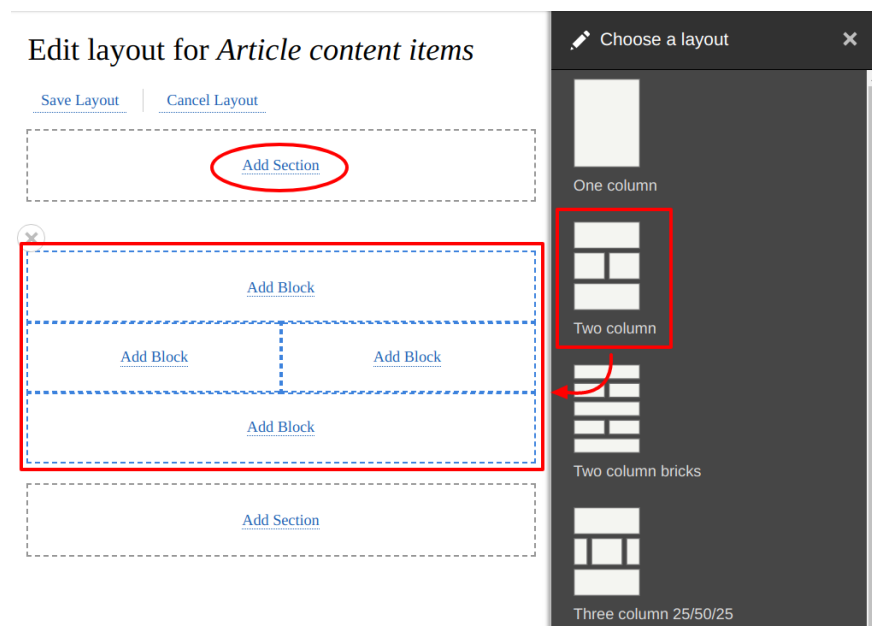 Edit layout for Article content items
Save Layout
Cancel Layout
Add Section
Add Block
Add Block
Add Block
Add Block
Add Section
Choose a layout
One column
Two column
Two column bricks
Three column 25/50/25